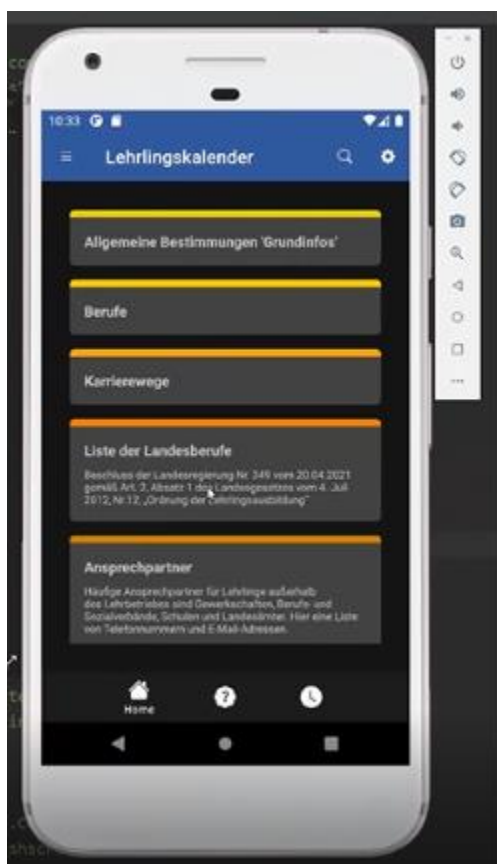 10:33
Lehrlingskalender
Allgemeine Bestimmungen 'Grundinfos'
Berufe
Karrierewege
Liste der Landesberufe
Beschluss der Landesregierung Nr. 249 vom 20.04.2021
gemäß Art. 2, Absatz 1 des Landesgesetzes vom 4. Juli
2012, Nr.12, „Ordnung der Lehrlingsausbildung"
Ansprechpartner
Häufige Ansprechpartner für Lehrlinge außerhalb
des Lehrbetriebes sind Gewerkschaften, Berufs- und
Sozialverbände, Schulen und Landesämter. Hier eine Liste
von Telefonnummern und E-Mail-Adressen.
?
Home